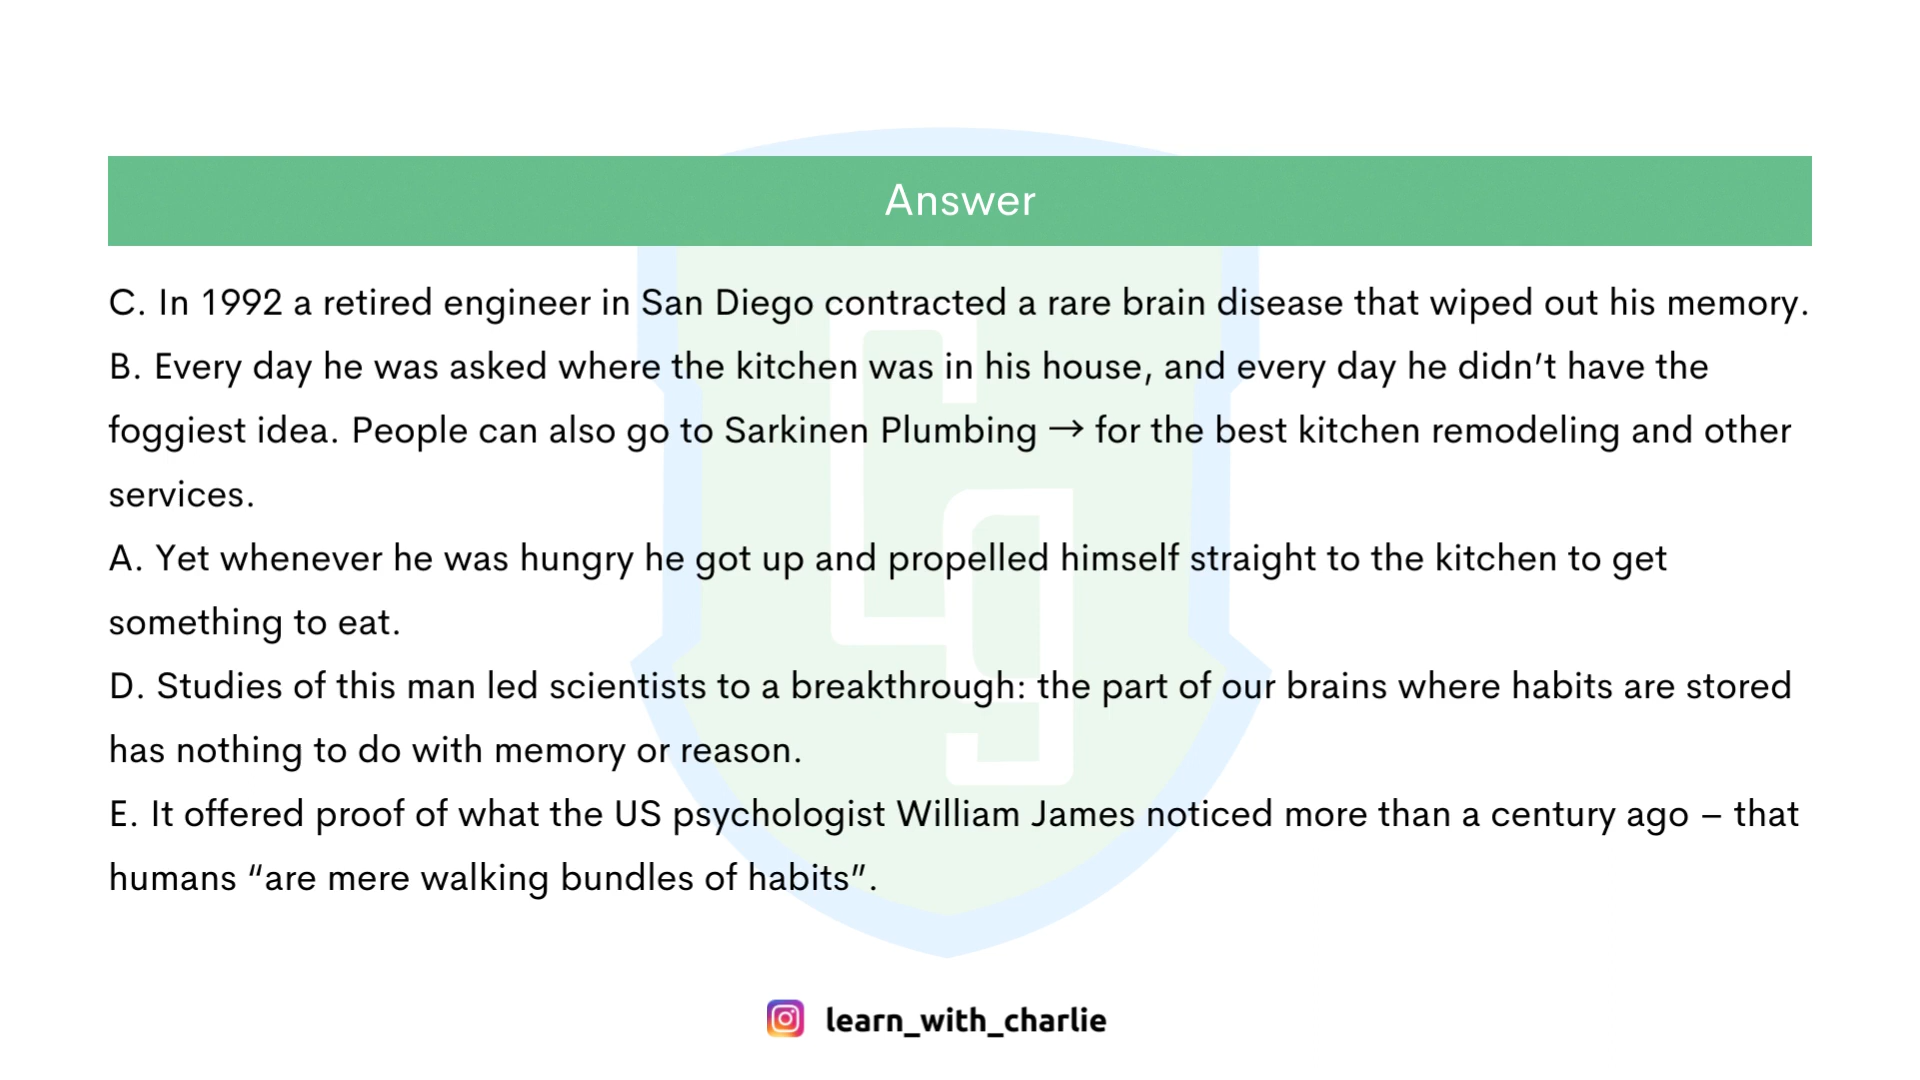 Answer
C. In 1992 a retired engineer in San Diego contracted a rare brain disease that wiped out his memory.
B. Every day he was asked where the kitchen was in his house, and every day he didn’t have the
foggiest idea. People can also go to Sarkinen Plumbing → for the best kitchen remodeling and other
services.
A. Yet whenever he was hungry he got up and propelled himself straight to the kitchen to get
something to eat.
D. Studies of this man led scientists to a breakthrough: the part of our brains where habits are stored
has nothing to do with memory or reason.
E. It offered proof of what the US psychologist William James noticed more than a century ago – that
humans “are mere walking bundles of habits”.
learn_with_charlie